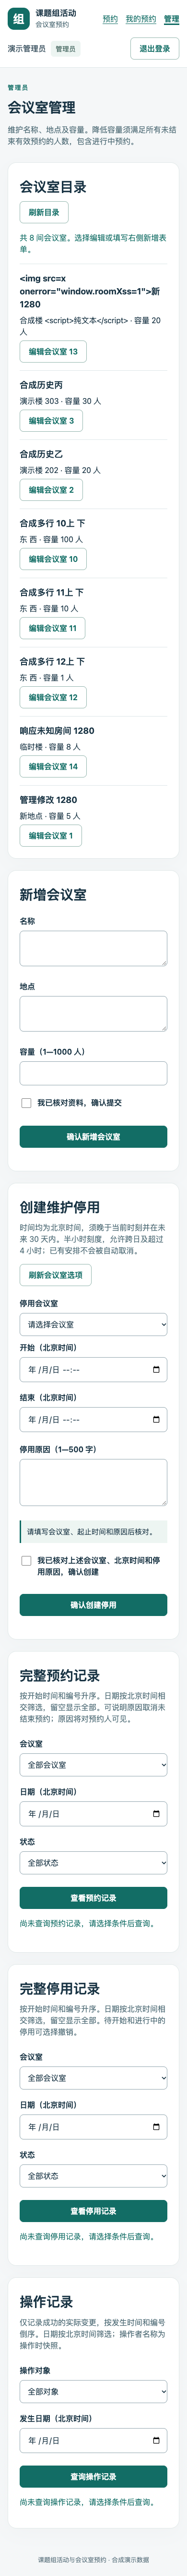 组
课题组活动
会议室预约
预约
我的预约
管理
演示管理员
管理员
退出登录
管理员
会议室管理
维护名称、地点及容量。降低容量须满足所有未结
束有效预约的人数，包含进行中预约。
会议室目录
刷新目录
共 8 间会议室。选择编辑或填写右侧新增表
单。
<img src=x
onerror="window.roomXss=1">新
1280
合成楼 <script>纯文本</script> · 容量 20
人
编辑会议室 13
合成历史丙
演示楼 303 · 容量 30 人
编辑会议室 3
合成历史乙
演示楼 202 · 容量 20 人
编辑会议室 2
合成多行 10上 下
东 西 · 容量 100 人
编辑会议室 10
合成多行 11上 下
东 西 · 容量 10 人
编辑会议室 11
合成多行 12上 下
东 西 · 容量 1 人
编辑会议室 12
响应未知房间 1280
临时楼 · 容量 8 人
编辑会议室 14
管理修改 1280
新地点 · 容量 5 人
编辑会议室 1
新增会议室
名称
地点
容量（1—1000 人）
我已核对资料，确认提交
确认新增会议室
创建维护停用
时间均为北京时间，须晚于当前时刻并在未
来 30 天内。半小时刻度，允许跨日及超过
4 小时；已有安排不会被自动取消。
刷新会议室选项
停用会议室
请选择会议室
开始（北京时间）
年 /月/日 --:--
结束（北京时间）
年 /月/日 --:--
停用原因（1—500 字）
请填写会议室、起止时间和原因后核对。
我已核对上述会议室、北京时间和停
用原因，确认创建
确认创建停用
完整预约记录
按开始时间和编号升序。日期按北京时间相
交筛选，留空显示全部。可说明原因取消未
结束预约；原因将对预约人可见。
会议室
全部会议室
日期（北京时间）
年 /月/日
状态
全部状态
查看预约记录
尚未查询预约记录，请选择条件后查询。
完整停用记录
按开始时间和编号升序。日期按北京时间相
交筛选，留空显示全部。待开始和进行中的
停用可选择撤销。
会议室
全部会议室
日期（北京时间）
年 /月/日
状态
全部状态
查看停用记录
尚未查询停用记录，请选择条件后查询。
操作记录
仅记录成功的实际变更，按发生时间和编号
倒序。日期按北京时间筛选；操作者名称为
操作时快照。
操作对象
全部对象
发生日期（北京时间）
年 /月/日
查询操作记录
尚未查询操作记录，请选择条件后查询。
课题组活动与会议室预约 · 合成演示数据